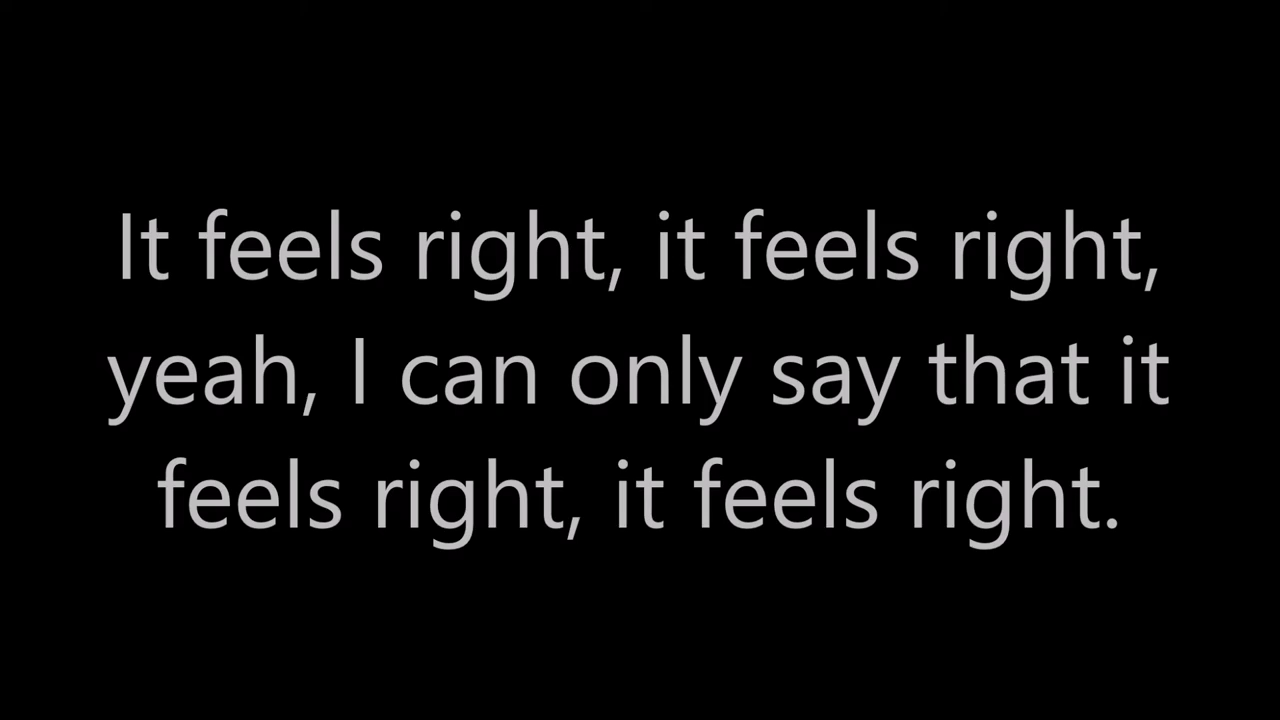 It feels right, it feels right,
yeah, I can only say that it
feels right, it feels right.